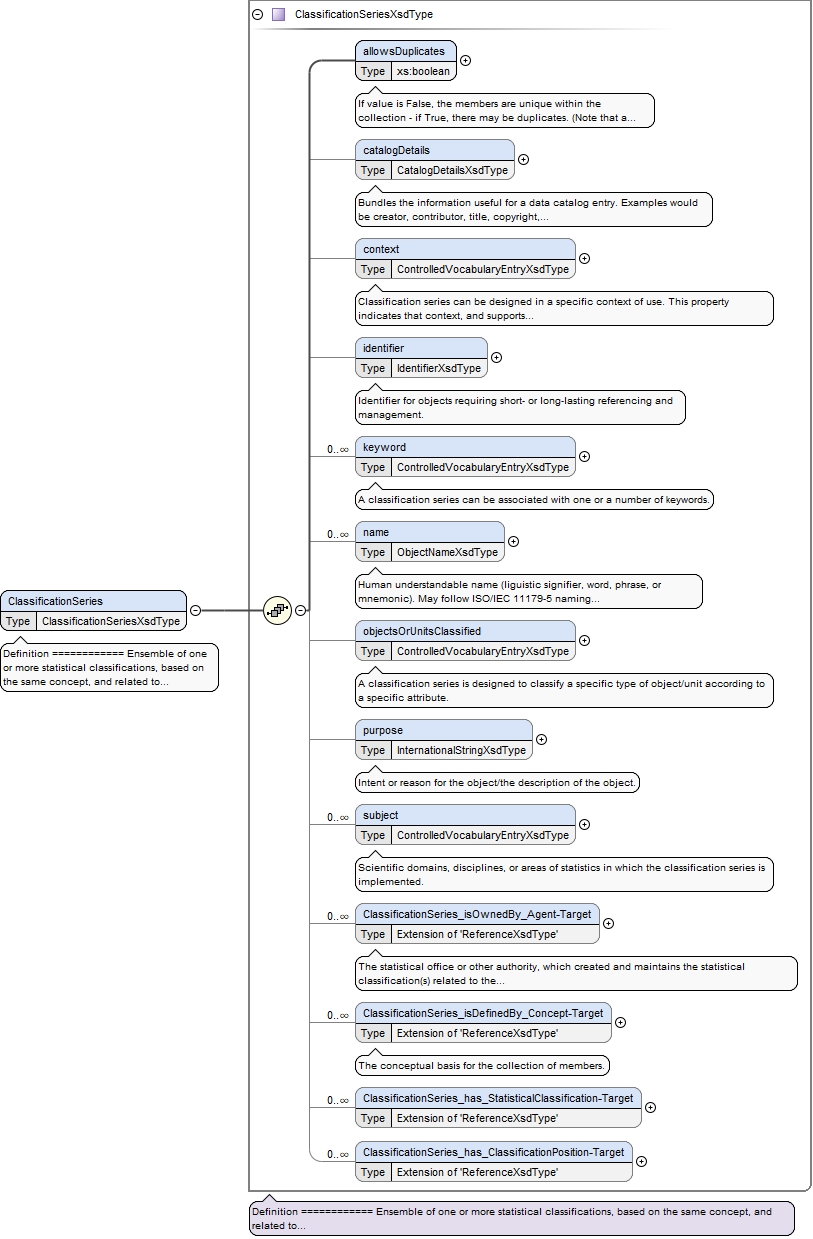 ClassificationSeriesXsdType
allowsDuplicates
Type xs:boolean
If value is False, the members are unique within the
collection - if True, there may be duplicates. (Note that a...
catalogDetails
Type CatalogDetailsXsdType
Bundles the information useful for a data catalog entry. Examples would
be creator, contributor, title, copyright,...
context
Type ControlledVocabularyEntryXsdType
Classification series can be designed in a specific context of use. This property
indicates that context, and supports...
identifier
Type IdentifierXsdType
Identifier for objects requiring short- or long-lasting referencing and
management.
0..∞
keyword
Type ControlledVocabularyEntryXsdType
A classification series can be associated with one or a number of keywords.
0..∞
name
Type ObjectNameXsdType
Human understandable name (liguistic signifier, word, phrase, or
mnemonic). May follow ISO/IEC 11179-5 naming...
ClassificationSeries
Type ClassificationSeriesXsdType
Definition ============ Ensemble of one
or more statistical classifications, based on
the same concept, and related to...
objectsOrUnitsClassified
Type ControlledVocabularyEntryXsdType
A classification series is designed to classify a specific type of object/unit according to
a specific attribute.
purpose
Type InternationalStringXsdType
Intent or reason for the object/the description of the object.
0..∞
subject
Type ControlledVocabularyEntryXsdType
Scientific domains, disciplines, or areas of statistics in which the classification series is
implemented.
0..∞
ClassificationSeries_isOwnedBy_Agent-Target
Type Extension of 'ReferenceXsdType'
The statistical office or other authority, which created and maintains the statistical
classification(s) related to the...
0..∞
ClassificationSeries_isDefinedBy_Concept-Target
Type Extension of 'ReferenceXsdType'
The conceptual basis for the collection of members.
0..∞
ClassificationSeries_has_StatisticalClassification-Target
Type Extension of 'ReferenceXsdType'
0..∞
ClassificationSeries_has_ClassificationPosition-Target
Type Extension of 'ReferenceXsdType'
Definition ============ Ensemble of one or more statistical classifications, based on the same concept, and
related to...